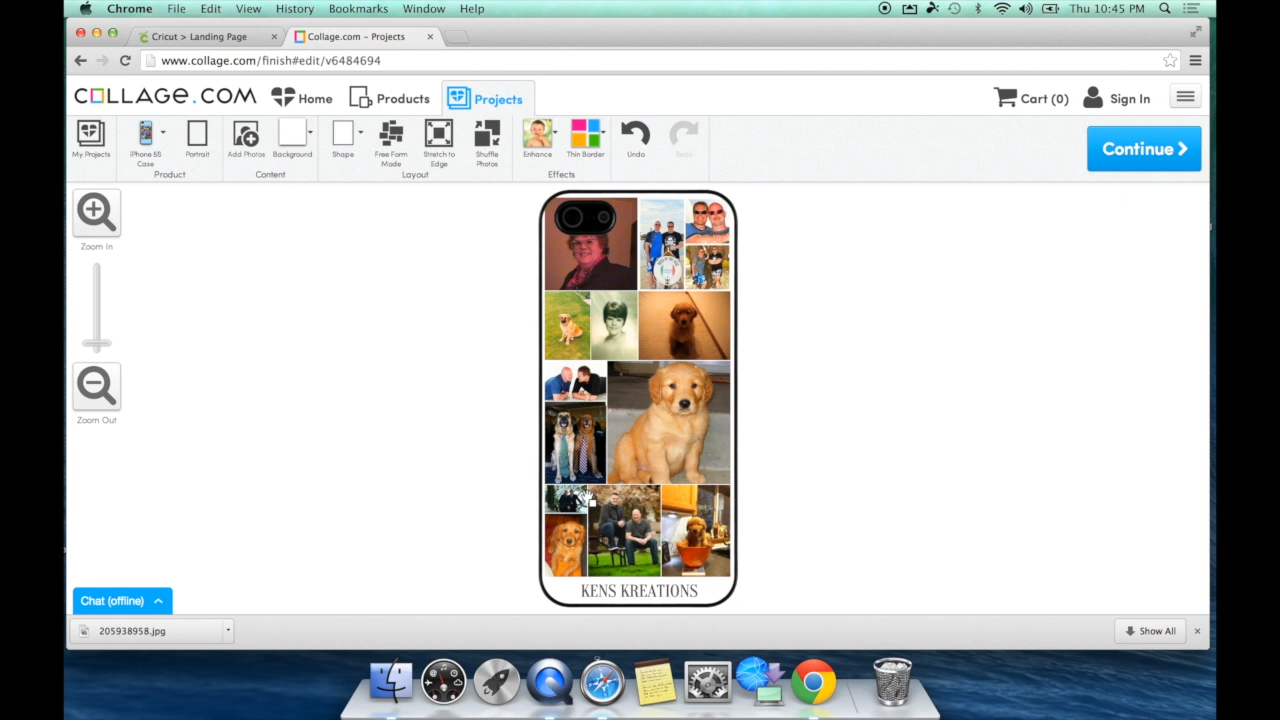 Chrome File Edit View History Bookmarks Window Help
Thu 10:45 PM
Cricut > Landing Page
Collage.com – Projects
www.collage.com/finish#edit/v6484694
COLLAGE.COM
Home
Products
Projects
Cart (0)
Sign In
My Projects
iPhone 5S Case
Portrait
Add Photos
Background
Shape
Free Form Mode
Stretch to Edge
Shuffle Photos
Enhance
Thin Border
Undo
Redo
Product
Content
Layout
Effects
Continue
Zoom In
Zoom Out
KENS KREATIONS
Chat (offline)
205938958.jpg
Show All